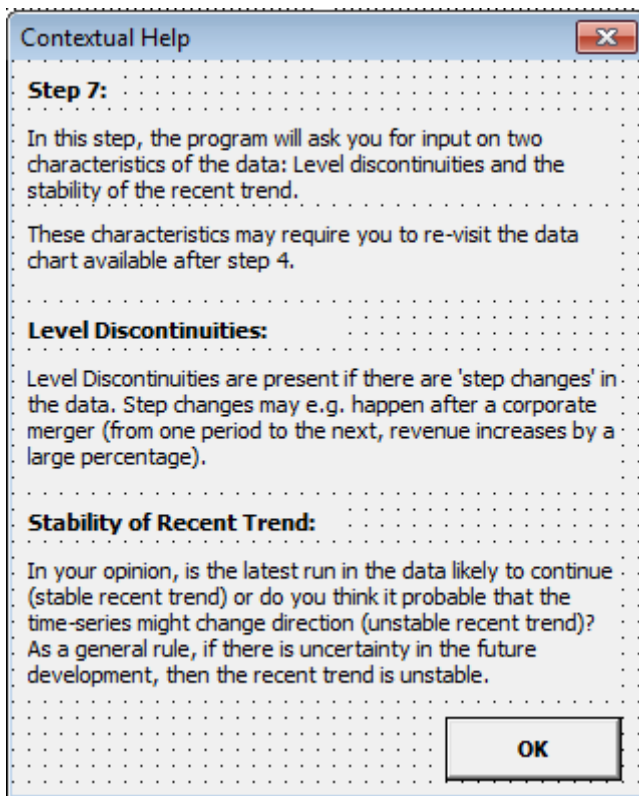 Contextual Help
Step 7:
In this step, the program will ask you for input on two
characteristics of the data: Level discontinuities and the
stability of the recent trend.
These characteristics may require you to re-visit the data
chart available after step 4.
Level Discontinuities:
Level Discontinuities are present if there are 'step changes' in
the data. Step changes may e.g. happen after a corporate
merger (from one period to the next, revenue increases by a
large percentage).
Stability of Recent Trend:
In your opinion, is the latest run in the data likely to continue
(stable recent trend) or do you think it probable that the
time-series might change direction (unstable recent trend)?
As a general rule, if there is uncertainty in the future
development, then the recent trend is unstable.
OK